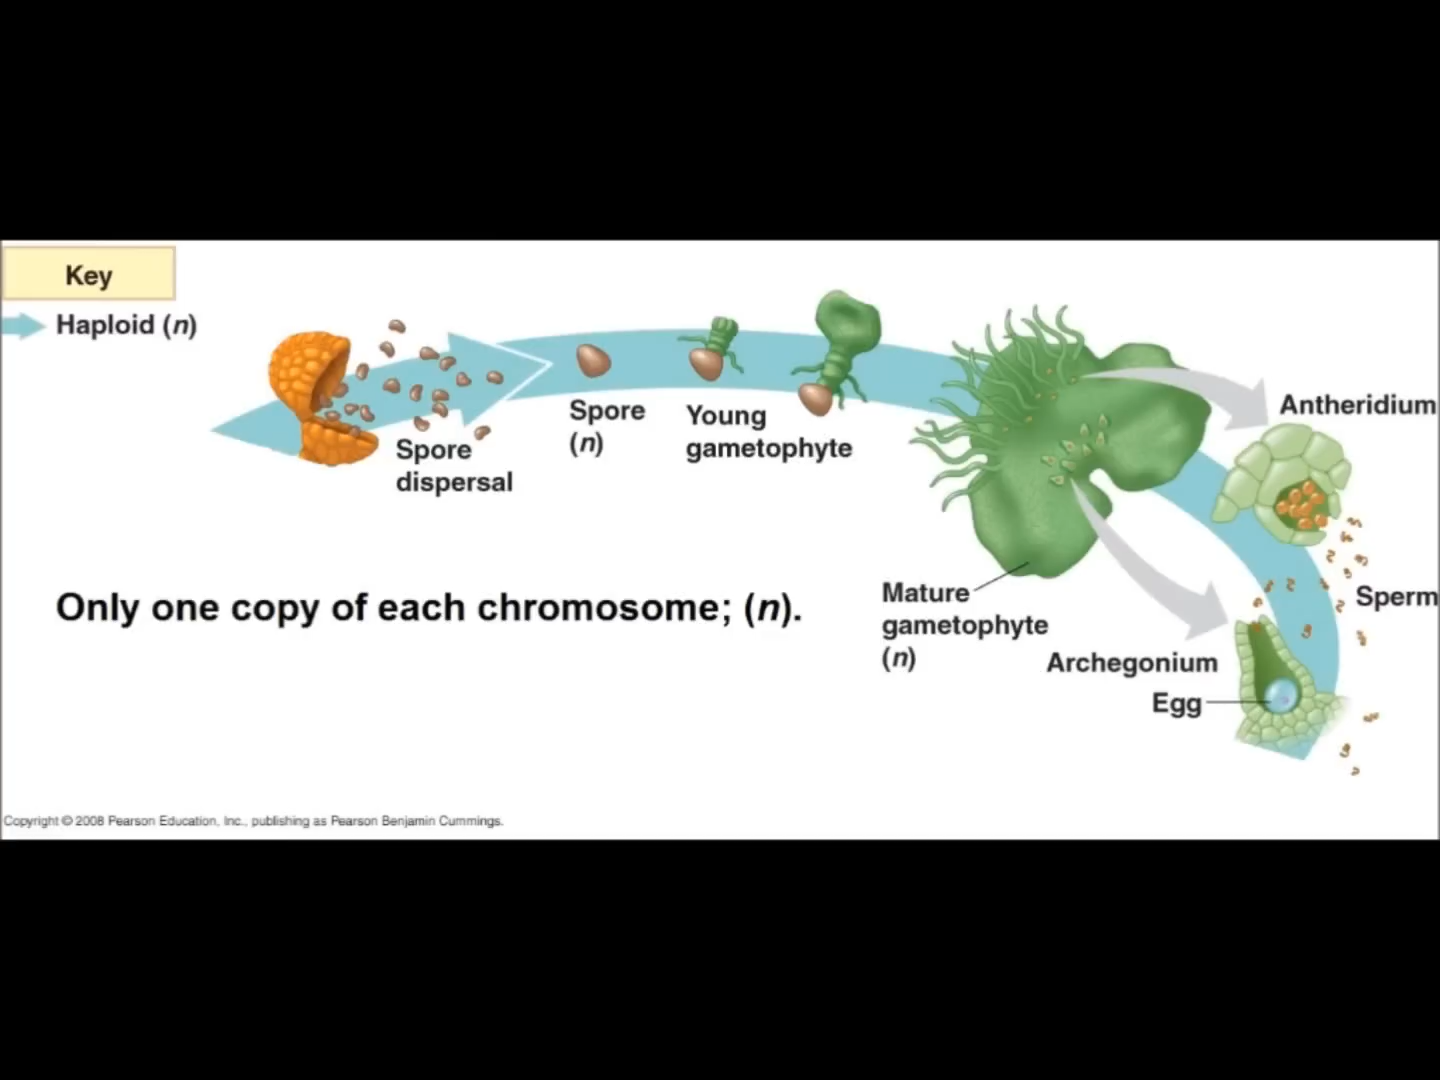 Key
Haploid (n)
Spore
dispersal
Spore
(n)
Young
gametophyte
Antheridium
Sperm
Mature
gametophyte
(n)
Archegonium
Egg
Only one copy of each chromosome; (n).
Copyright © 2008 Pearson Education, Inc., publishing as Pearson Benjamin Cummings.